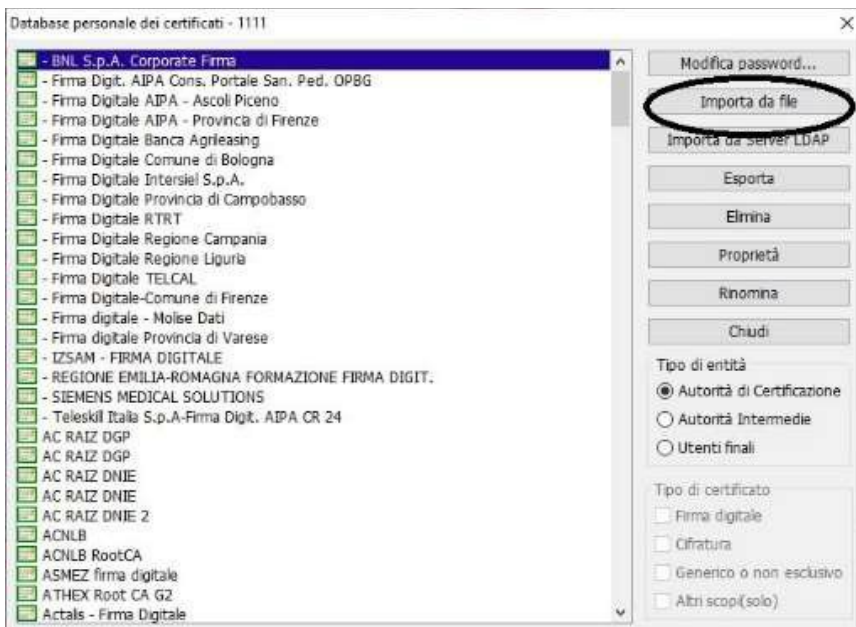 Database personale dei certificati - 1111
- BNL S.p.A. Corporate Firma
- Firma Digit. AIPA Cons. Portale San. Ped. OPBG
- Firma Digitale AIPA - Ascoli Piceno
- Firma Digitale AIPA - Provincia di Firenze
- Firma Digitale Banca Agrileasing
- Firma Digitale Comune di Bologna
- Firma Digitale Intersiel S.p.A.
- Firma Digitale Provincia di Campobasso
- Firma Digitale RTRT
- Firma Digitale Regione Campania
- Firma Digitale Regione Liguria
- Firma Digitale TELCAL
- Firma Digitale-Comune di Firenze
- Firma digitale - Molise Dati
- Firma digitale Provincia di Varese
- IZSAM - FIRMA DIGITALE
- REGIONE EMILIA-ROMAGNA FORMAZIONE FIRMA DIGIT.
- SIEMENS MEDICAL SOLUTIONS
- Teleskill Italia S.p.A-Firma Digit. AIPA CR 24
AC RAIZ DGP
AC RAIZ DGP
AC RAIZ DNIE
AC RAIZ DNIE
AC RAIZ DNIE 2
ACNLB
ACNLB RootCA
ASMEZ firma digitale
ATHEX Root CA G2
Actalis - Firma Digitale
Modifica password...
Importa da file
Importa da Server LDAP
Esporta
Elimina
Proprietà
Rinomina
Chiudi
Tipo di entità
Autorità di Certificazione
Autorità Intermedie
Utenti finali
Tipo di certificato
Firma digitale
Cifratura
Generico o non esclusivo
Altri scopi(solo)